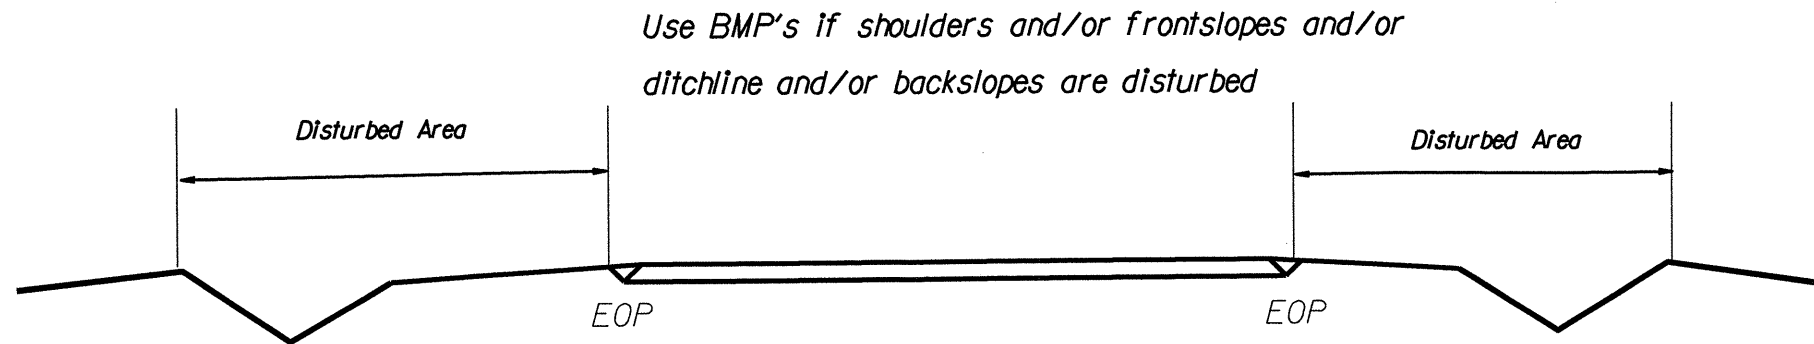 Use BMP's if shoulders and/or frontslopes and/or
ditchline and/or backslopes are disturbed
Disturbed Area
Disturbed Area
EOP
EOP